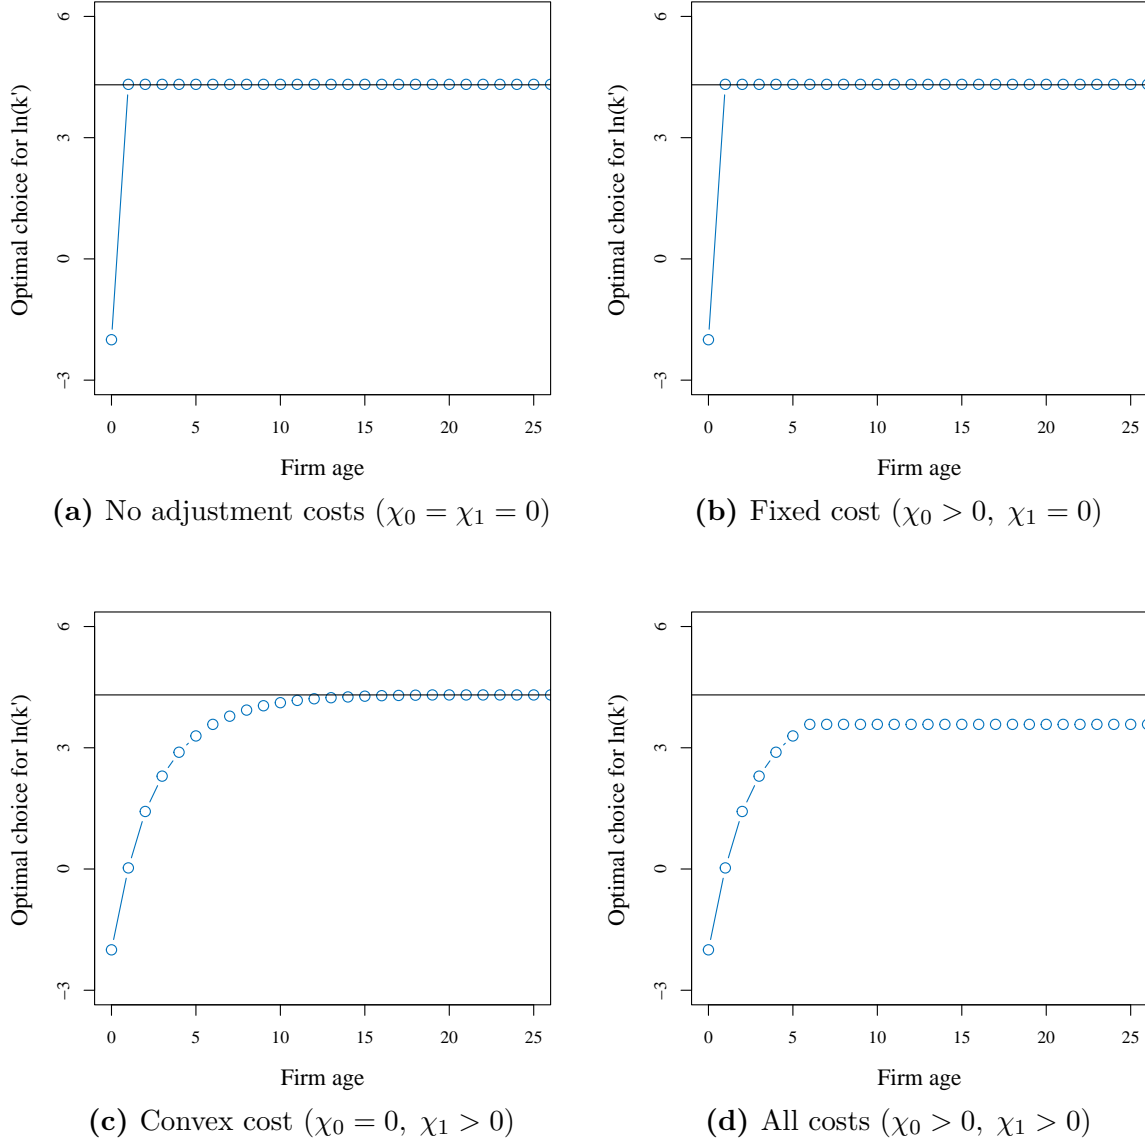 6
3
0
−3
Optimal choice for ln(k')
0 5 10 15 20 25
Firm age
(a) No adjustment costs (χ₀ = χ₁ = 0)
6
3
0
−3
Optimal choice for ln(k')
0 5 10 15 20 25
Firm age
(b) Fixed cost (χ₀ > 0, χ₁ = 0)
6
3
0
−3
Optimal choice for ln(k')
0 5 10 15 20 25
Firm age
(c) Convex cost (χ₀ = 0, χ₁ > 0)
6
3
0
−3
Optimal choice for ln(k')
0 5 10 15 20 25
Firm age
(d) All costs (χ₀ > 0, χ₁ > 0)